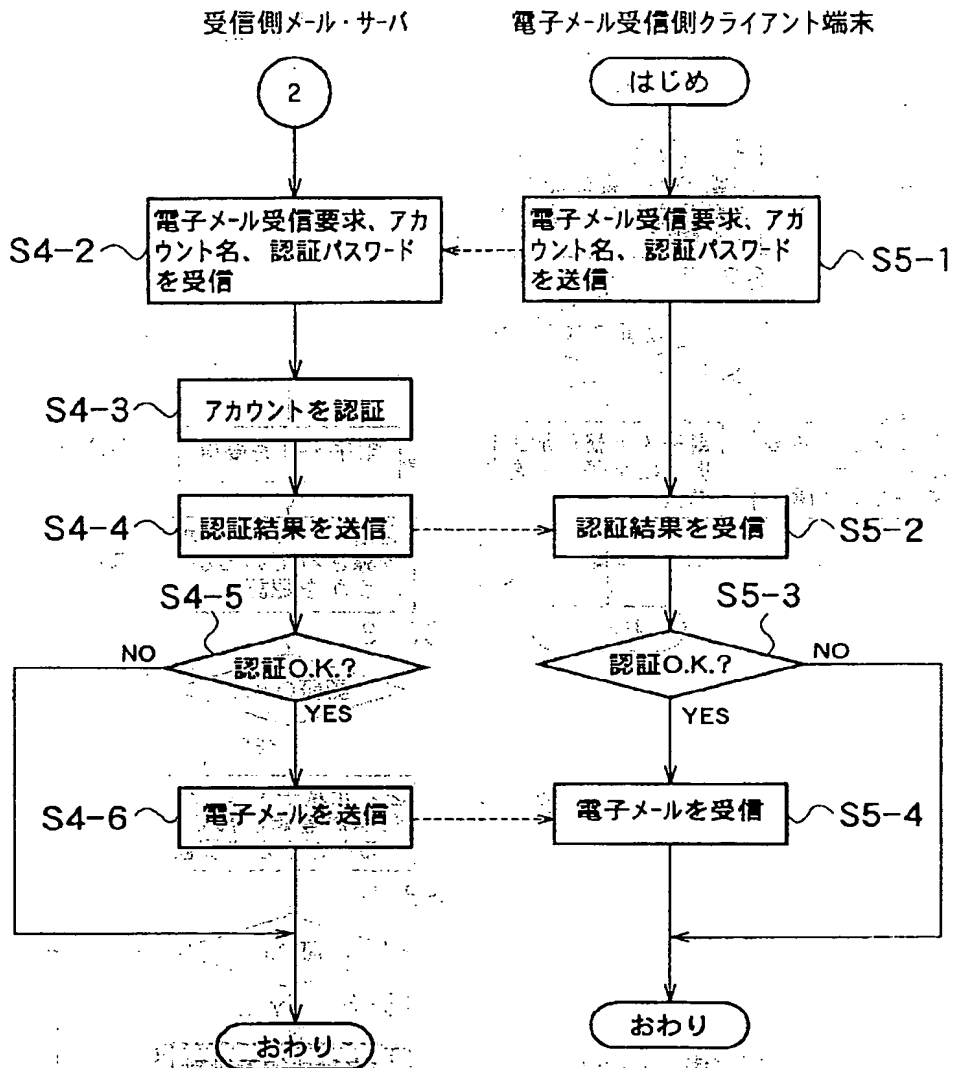 受信側メール・サーバ
電子メール受信側クライアント端末
2
はじめ
電子メール受信要求、アカ
ウント名、認証パスワード
を受信
S4-2
電子メール受信要求、アカ
ウント名、認証パスワード
を送信
S5-1
S4-3
アカウントを認証
S4-4
認証結果を送信
認証結果を受信
S5-2
S4-5
S5-3
NO
認証O.K.?
YES
認証O.K.?
NO
YES
S4-6
電子メールを送信
電子メールを受信
S5-4
おわり
おわり